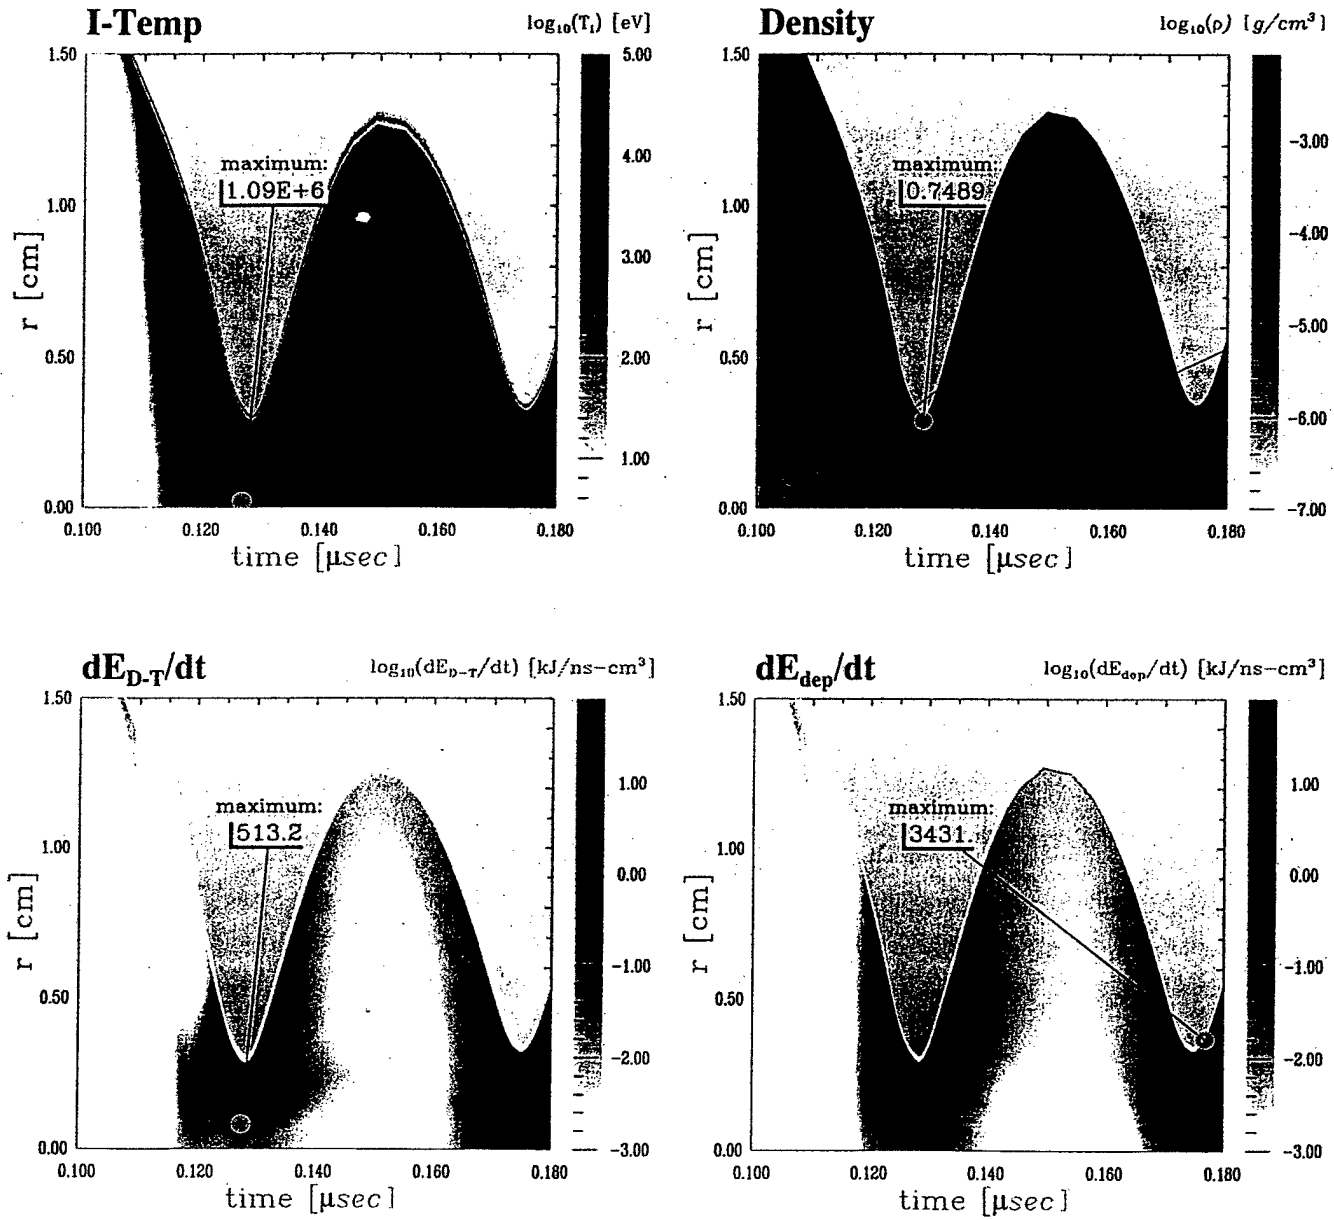 I-Temp
log₁₀(Tᵢ) [eV]
1.50
1.00
0.50
0.00
r [cm]
maximum:
1.09E+6
0.100
0.120
0.140
0.160
0.180
time [μsec]
5.00
4.00
3.00
2.00
1.00
Density
log₁₀(ρ) [g/cm³]
1.50
1.00
0.50
0.00
r [cm]
maximum:
0.7489
0.100
0.120
0.140
0.160
0.180
time [μsec]
−3.00
−4.00
−5.00
−6.00
−7.00
dE_D-T/dt
log₁₀(dE_D-T/dt) [kJ/ns−cm³]
1.50
1.00
0.50
0.00
r [cm]
maximum:
513.2
0.100
0.120
0.140
0.160
0.180
time [μsec]
1.00
0.00
−1.00
−2.00
−3.00
dE_dep/dt
log₁₀(dE_dep/dt) [kJ/ns−cm³]
1.50
1.00
0.50
0.00
r [cm]
maximum:
3431.
0.100
0.120
0.140
0.160
0.180
time [μsec]
1.00
0.00
−1.00
−2.00
−3.00